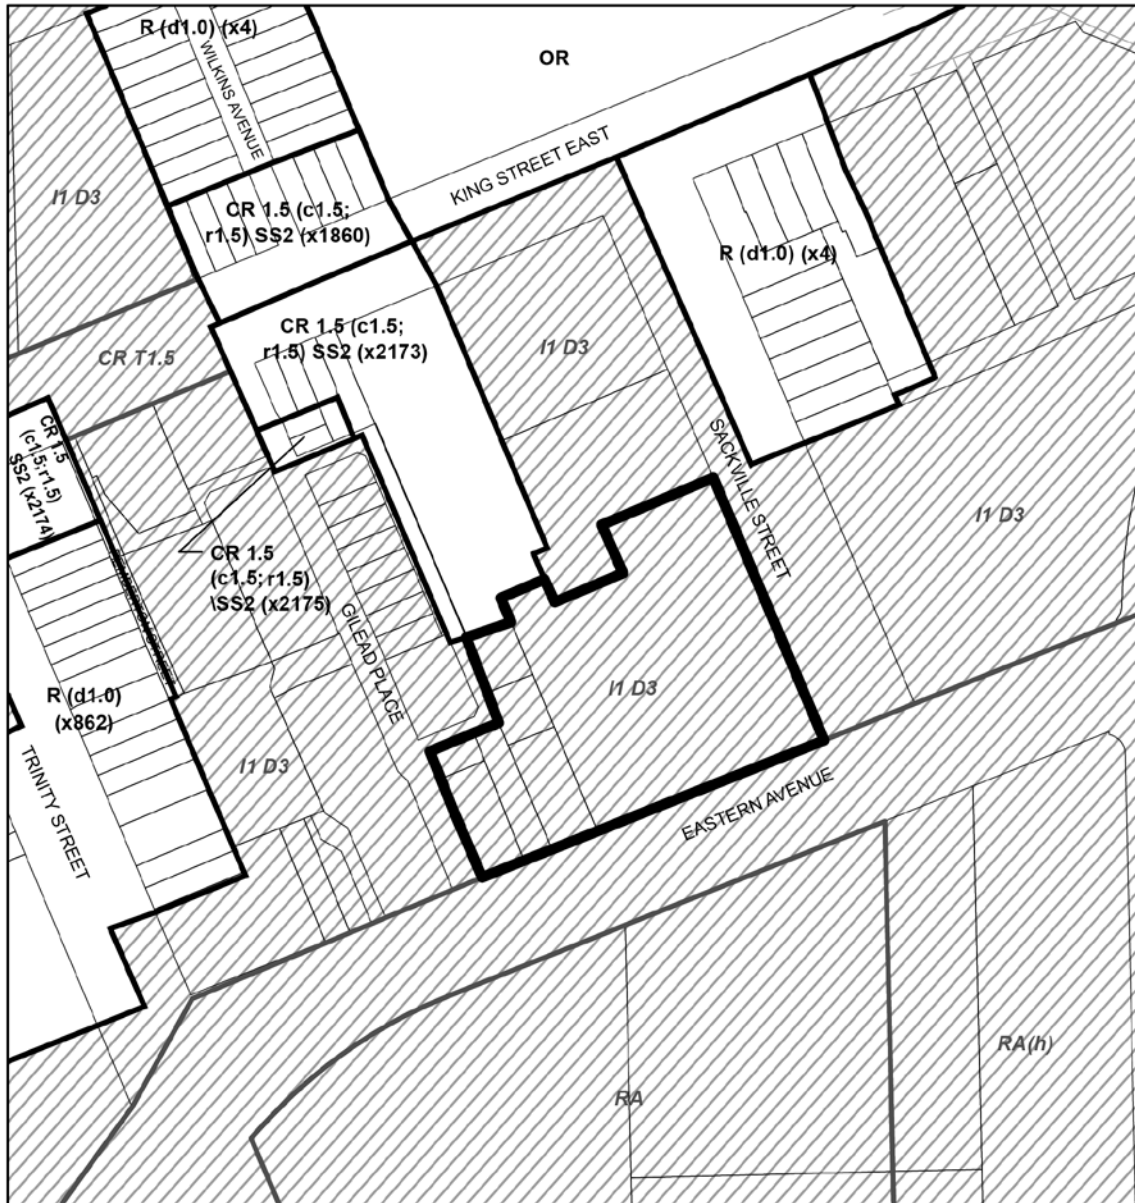 R (d1.0) (x4)
WILKINS AVENUE
OR
KING STREET EAST
I1 D3
CR 1.5 (c1.5;
r1.5) SS2 (x1860)
R (d1.0) (x4)
CR 1.5 (c1.5;
r1.5) SS2 (x2173)
I1 D3
CR T1.5
CR 1.5
(c1.5; r1.5)
SS2 (x2174)
SACKVILLE STREET
I1 D3
CR 1.5
(c1.5; r1.5)
\SS2 (x2175)
GILEAD PLACE
R (d1.0)
(x862)
I1 D3
I1 D3
TRINITY STREET
EASTERN AVENUE
RA(h)
RA